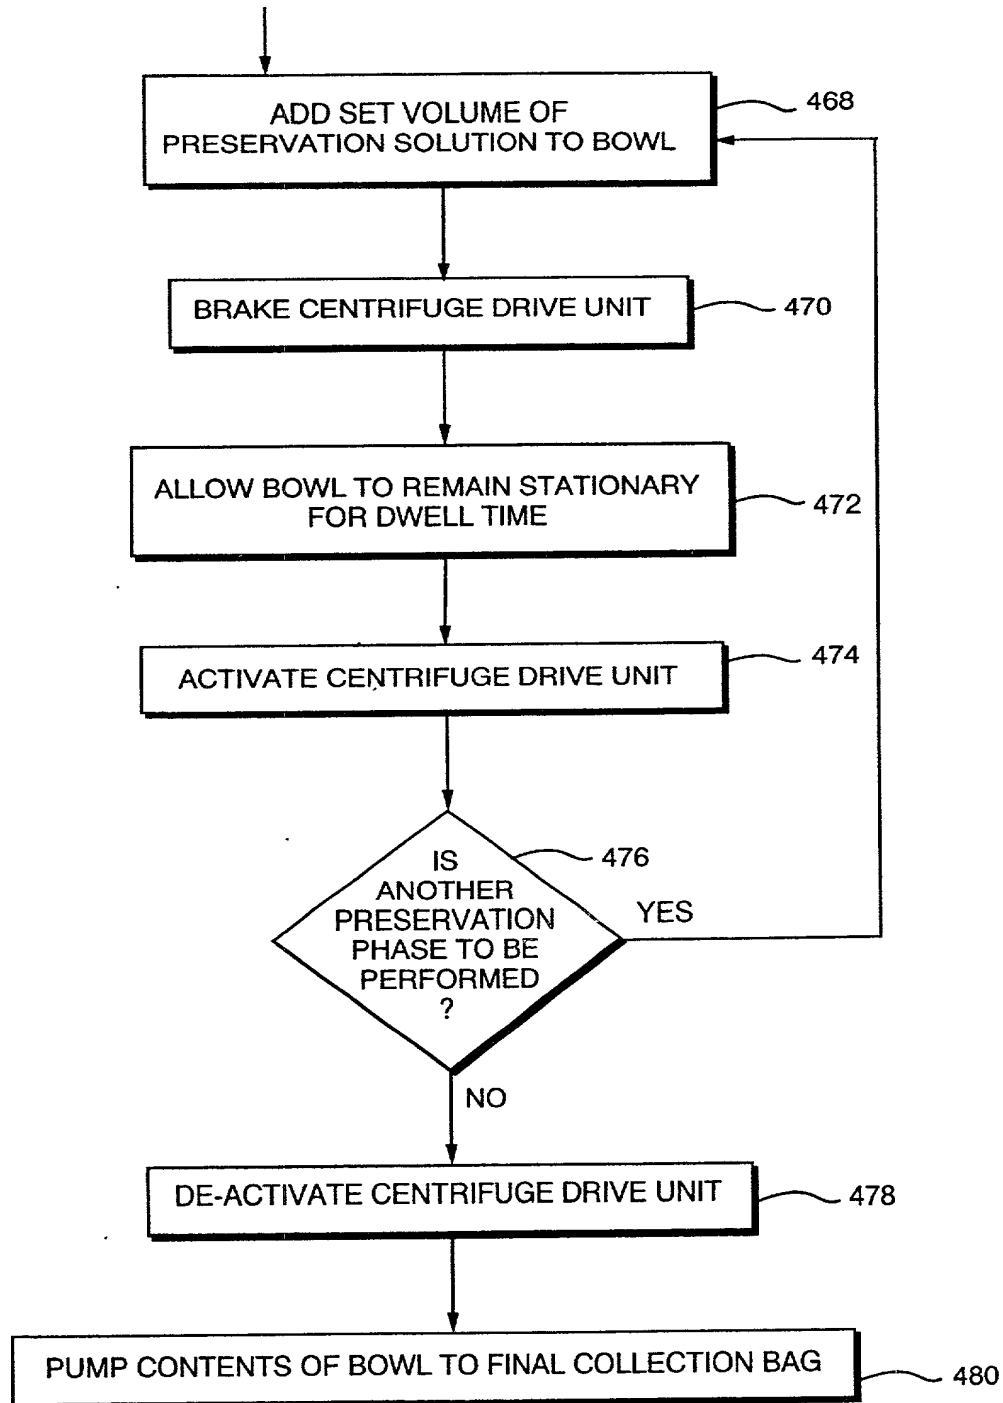 ADD SET VOLUME OF
PRESERVATION SOLUTION TO BOWL
468
BRAKE CENTRIFUGE DRIVE UNIT
470
ALLOW BOWL TO REMAIN STATIONARY
FOR DWELL TIME
472
ACTIVATE CENTRIFUGE DRIVE UNIT
474
IS
ANOTHER
PRESERVATION
PHASE TO BE
PERFORMED
?
476
YES
NO
DE-ACTIVATE CENTRIFUGE DRIVE UNIT
478
PUMP CONTENTS OF BOWL TO FINAL COLLECTION BAG
480